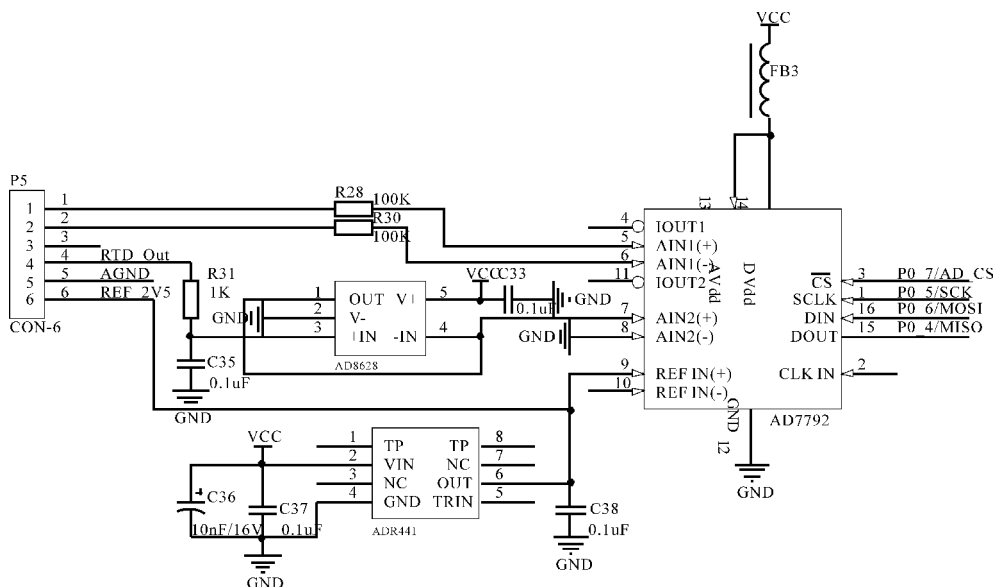 VCC
FB3
P5
1
2
3
4
5
6
CON-6
1
2
3
4
5
6
RTD_Out
AGND
REF_2V5
R28
100K
R30
100K
R31
1K
C35
0.1uF
GND
GND
1
2
3
OUT
V-
+IN
V+
-IN
5
4
AD8628
VCC
C33
0.1uF
GND
GND
13
14
4
5
6
11
7
8
9
10
IOUT1
AIN1(+)
AIN1(-)
IOUT2
AIN2(+)
AIN2(-)
REF IN(+)
REF IN(-)
AVdd
DVdd
GND
12
CS
SCLK
DIN
DOUT
CLK IN
3
1
16
15
2
P0_7/AD_CS
P0_5/SCK
P0_6/MOSI
P0_4/MISO
AD7792
GND
VCC
C36
10nF/16V
C37
0.1uF
GND
1
2
3
4
TP
VIN
NC
GND
TP
NC
OUT
TRIN
8
7
6
5
ADR441
C38
0.1uF
GND